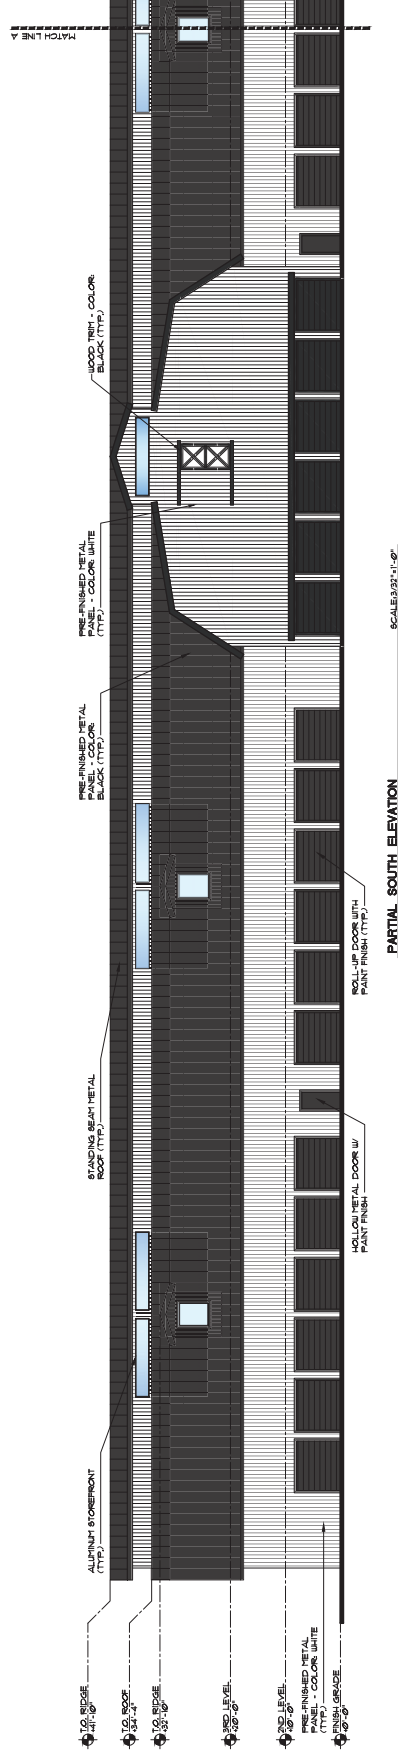 T.O. RIDGE
+41'-10"
T.O. ROOF
+34'-4"
T.O. RIDGE
+32'-10"
3RD LEVEL
+20'-0"
2ND LEVEL
+10'-0"
PRE-FINISHED METAL
PANEL - COLOR: WHITE
(TYP.)
FINISH GRADE
+0'-0"
ALUMINUM STOREFRONT
(TYP.)
STANDING SEAM METAL
ROOF (TYP.)
PRE-FINISHED METAL
PANEL - COLOR:
BLACK (TYP.)
PRE-FINISHED METAL
PANEL - COLOR: WHITE
(TYP.)
WOOD TRIM - COLOR:
BLACK (TYP.)
MATCH LINE A
HOLLOW METAL DOOR W/
PAINT FINISH
ROLL-UP DOOR WITH
PAINT FINISH (TYP.)
PARTIAL SOUTH ELEVATION
SCALE:3/32"=1'-0"